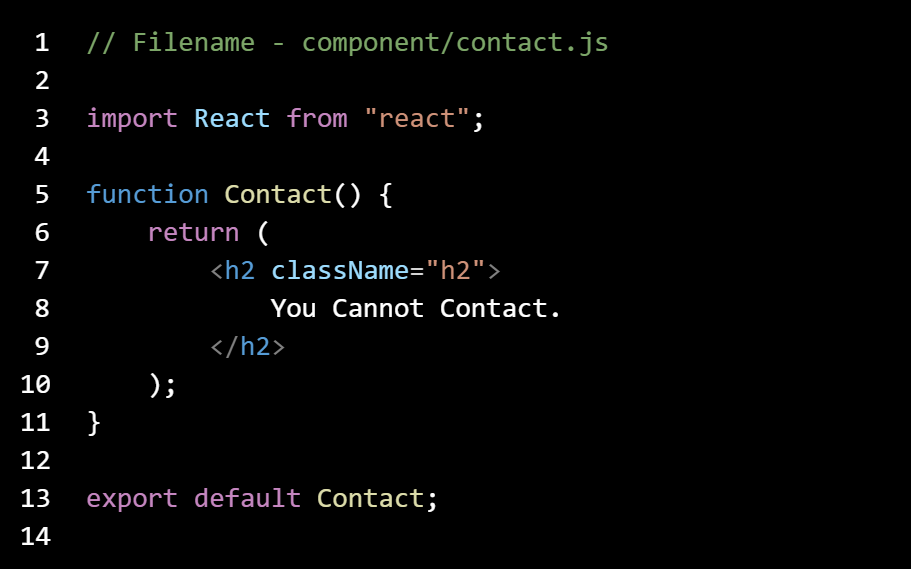 1 // Filename - component/contact.js
2
3 import React from "react";
4
5 function Contact() {
6     return (
7         <h2 className="h2">
8             You Cannot Contact.
9         </h2>
10     );
11 }
12
13 export default Contact;
14